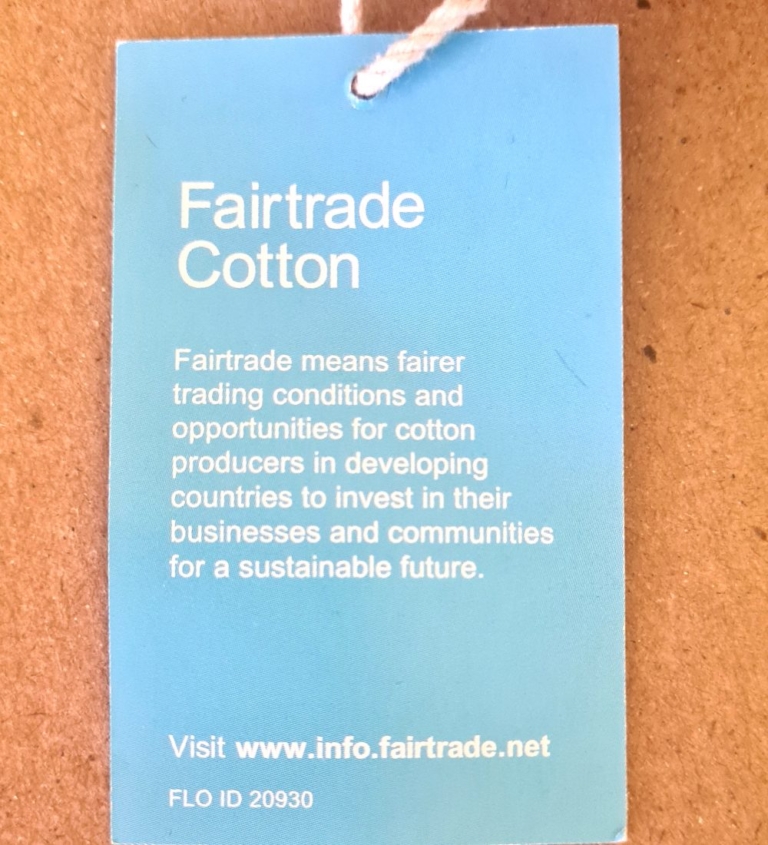 Fairtrade
Cotton
Fairtrade means fairer
trading conditions and
opportunities for cotton
producers in developing
countries to invest in their
businesses and communities
for a sustainable future.
Visit www.info.fairtrade.net
FLO ID 20930